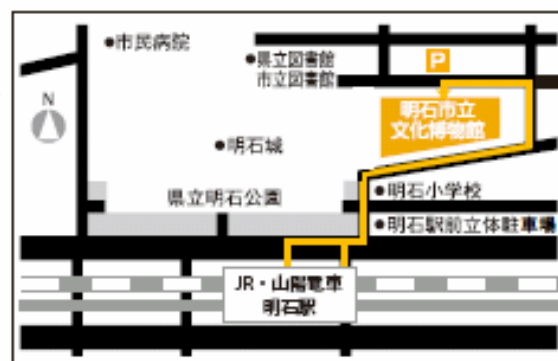 ●市民病院
●県立図書館
市立図書館
P
明石市立
文化博物館
N
●明石城
県立明石公園
●明石小学校
●明石駅前立体駐車場
JR・山陽電車
明石駅